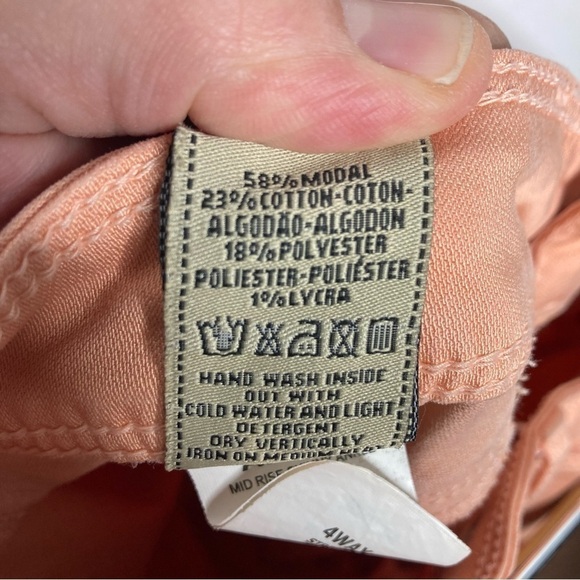 58%MODAL
23%COTTON-COTON-
ALGODÃO-ALGODON
18%POLYESTER
POLIESTER-POLIÉSTER
1%LYCRA
HAND WASH INSIDE
OUT WITH
COLD WATER AND LIGHT
DETERGENT
DRY VERTICALLY
IRON ON MEDIUM HEAT
MID RISE
4WAY